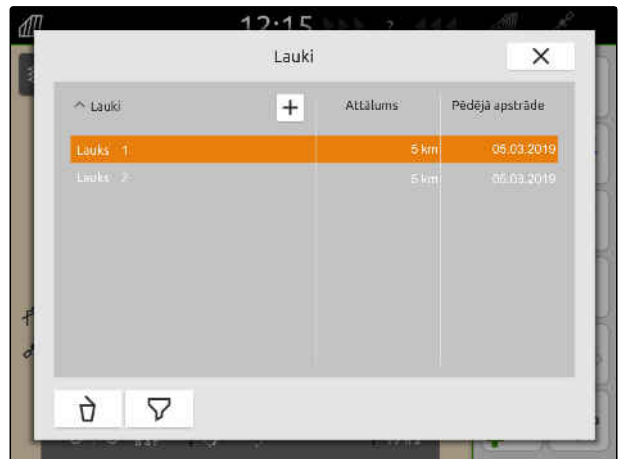 12:15
Lauki
^ Lauki + Attālums Pēdējā apstrāde
Lauks 1 5 km 05.03.2019
Lauks 2 5 km 05.03.2019